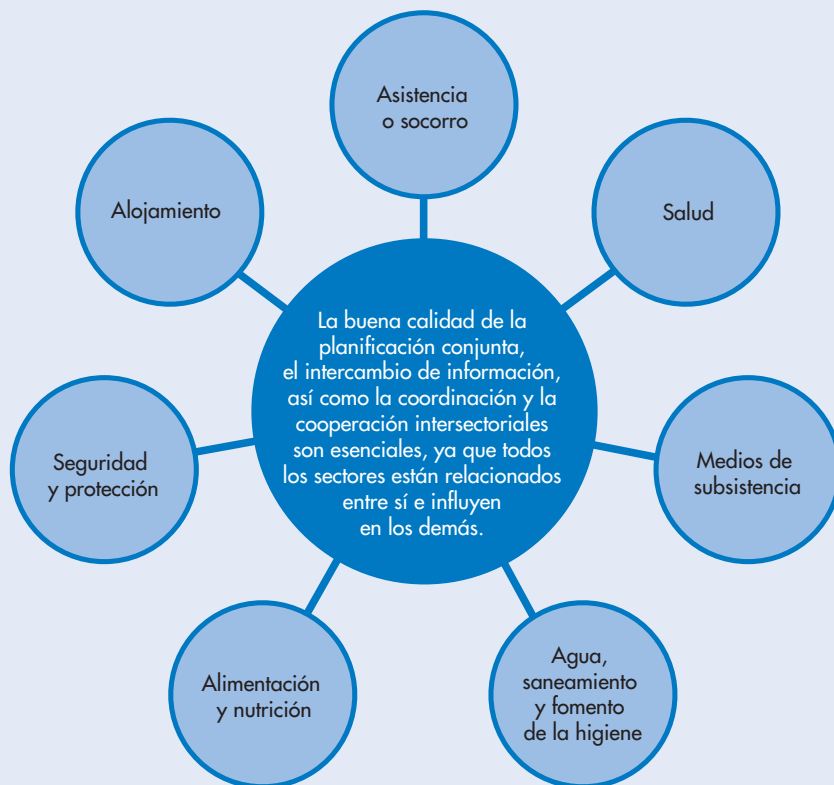 Asistencia
o socorro
Alojamiento
Salud
La buena calidad de la
planificación conjunta,
el intercambio de información,
así como la coordinación y la
cooperación intersectoriales
son esenciales, ya que todos
los sectores están relacionados
entre sí e influyen
en los demás.
Seguridad
y protección
Medios de
subsistencia
Alimentación
y nutrición
Agua,
saneamiento
y fomento
de la higiene